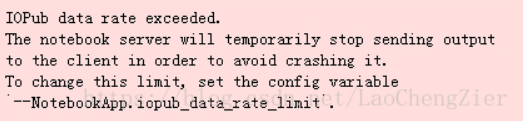 IOPub data rate exceeded.
The notebook server will temporarily stop sending output
to the client in order to avoid crashing it.
To change this limit, set the config variable
`--NotebookApp.iopub_data_rate_limit`.
https://blog.csdn.net/LaoChengZier